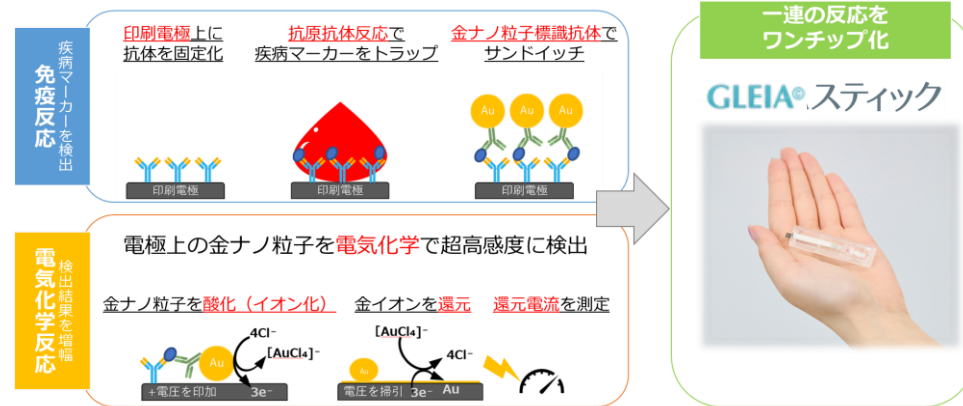 疾病マーカーを検出
免疫反応
印刷電極上に
抗体を固定化
抗原抗体反応で
疾病マーカーをトラップ
金ナノ粒子標識抗体で
サンドイッチ
Au
Au
Au
印刷電極
印刷電極
印刷電極
検出結果を増幅
電気化学反応
電極上の金ナノ粒子を電気化学で超高感度に検出
金ナノ粒子を酸化（イオン化）
金イオンを還元
還元電流を測定
4Cl⁻
[AuCl₄]⁻
Au
+電圧を印加
3e⁻
[AuCl₄]⁻
4Cl⁻
Au
電圧を掃引
3e⁻
Au
一連の反応を
ワンチップ化
GLEIA® スティック